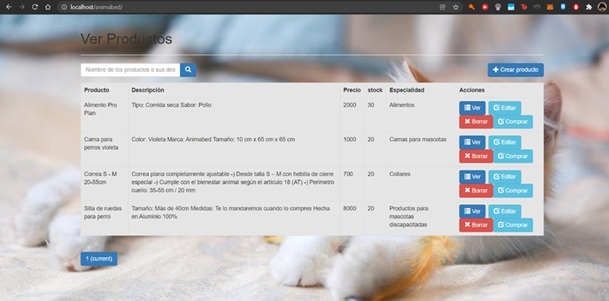 localhost/animabed/
Ver Productos
Nombre de los productos o sus des
Crear producto
Producto Descripción Precio stock Especialidad Acciones
Alimento Pro Plan Tipo: Comida seca Sabor: Pollo 2000 30 Alimentos Ver Editar
Borrar Comprar
Cama para perros violeta Color: Violeta Marca: Animabed Tamaño: 10 cm x 65 cm x 65 cm 1000 20 Camas para mascotas Ver Editar
Borrar Comprar
Correa S - M 20-55cm Correa plana completamente ajustable -) Desde talla S – M con hebilla de cierre 700 20 Collares Ver Editar
especial -) Cumple con el bienestar animal según el artículo 18 (AT) -) Perímetro Borrar Comprar
cuello: 35-55 cm / 20 mm
Silla de ruedas para perro Tamaño: Más de 40cm Medidas: Te lo mandaremos cuando lo compres Hecha 8000 20 Productos para mascotas discapacitadas Ver Editar
en Aluminio 100% Borrar Comprar
1 (current)